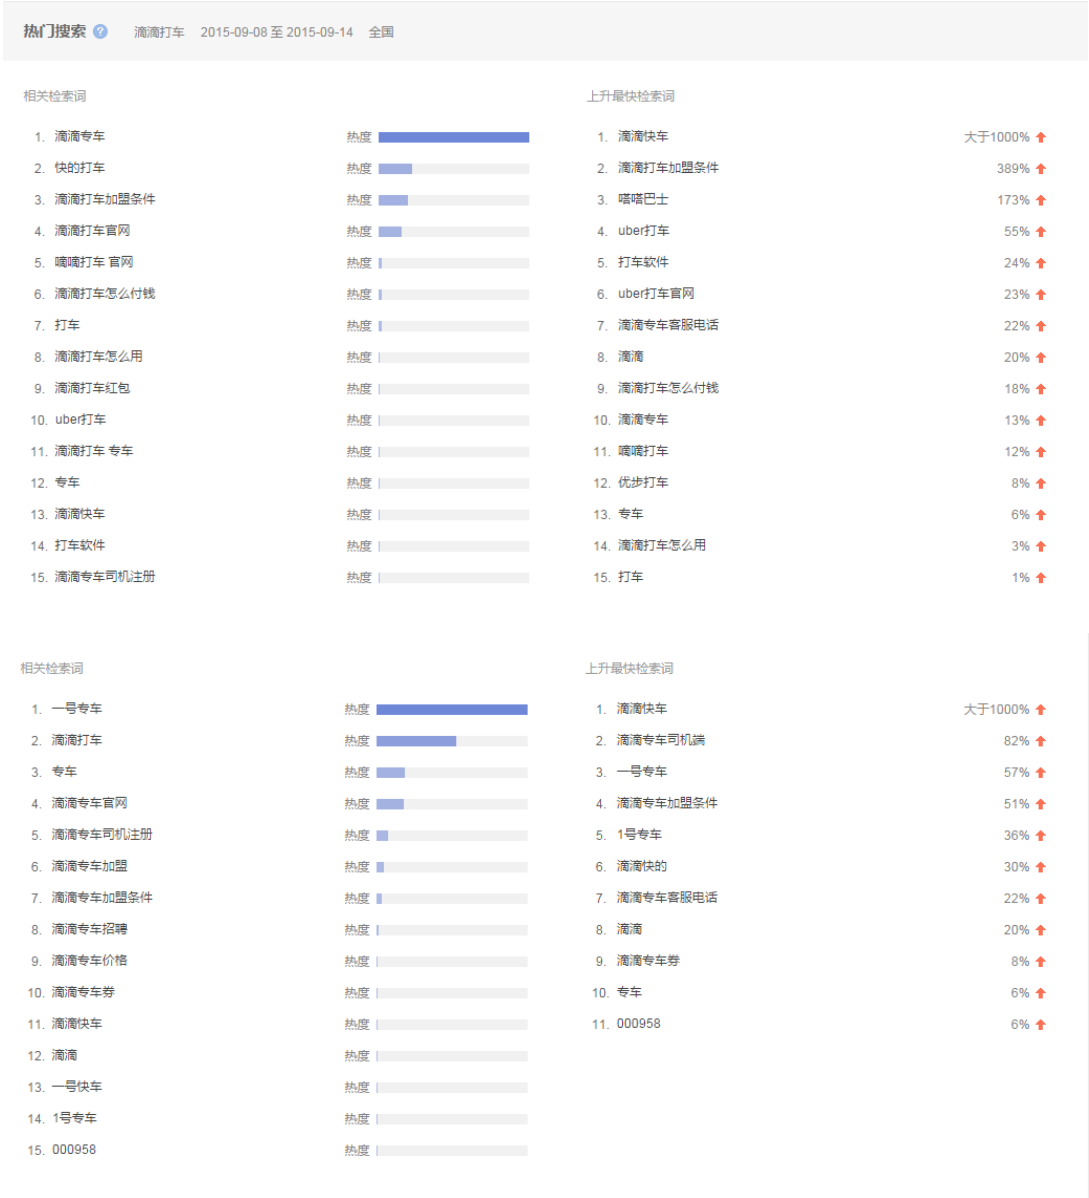 热门搜索 ? 滴滴打车 2015-09-08 至 2015-09-14 全国
相关检索词
1. 滴滴专车 热度
2. 快的打车 热度
3. 滴滴打车加盟条件 热度
4. 滴滴打车官网 热度
5. 嘀嘀打车 官网 热度
6. 滴滴打车怎么付钱 热度
7. 打车 热度
8. 滴滴打车怎么用 热度
9. 滴滴打车红包 热度
10. uber打车 热度
11. 滴滴打车 专车 热度
12. 专车 热度
13. 滴滴快车 热度
14. 打车软件 热度
15. 滴滴专车司机注册 热度
上升最快检索词
1. 滴滴快车 大于1000%
2. 滴滴打车加盟条件 389%
3. 嗒嗒巴士 173%
4. uber打车 55%
5. 打车软件 24%
6. uber打车官网 23%
7. 滴滴专车客服电话 22%
8. 滴滴 20%
9. 滴滴打车怎么付钱 18%
10. 滴滴专车 13%
11. 嘀嘀打车 12%
12. 优步打车 8%
13. 专车 6%
14. 滴滴打车怎么用 3%
15. 打车 1%
相关检索词
1. 一号专车 热度
2. 滴滴打车 热度
3. 专车 热度
4. 滴滴专车官网 热度
5. 滴滴专车司机注册 热度
6. 滴滴专车加盟 热度
7. 滴滴专车加盟条件 热度
8. 滴滴专车招聘 热度
9. 滴滴专车价格 热度
10. 滴滴专车券 热度
11. 滴滴快车 热度
12. 滴滴 热度
13. 一号快车 热度
14. 1号专车 热度
15. 000958 热度
上升最快检索词
1. 滴滴快车 大于1000%
2. 滴滴专车司机端 82%
3. 一号专车 57%
4. 滴滴专车加盟条件 51%
5. 1号专车 36%
6. 滴滴快的 30%
7. 滴滴专车客服电话 22%
8. 滴滴 20%
9. 滴滴专车券 8%
10. 专车 6%
11. 000958 6%